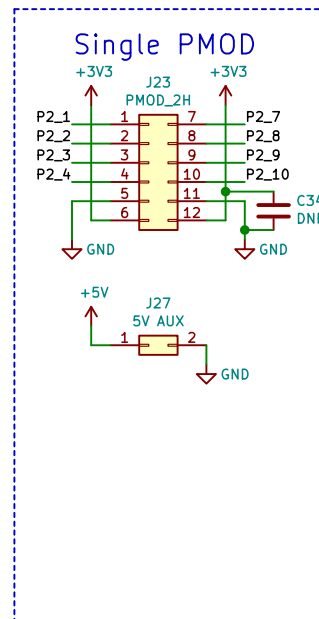 Single PMOD
+3V3 +3V3
J23
PMOD_2H
P2_1 1 7 P2_7
P2_2 2 8 P2_8
P2_3 3 9 P2_9
P2_4 4 10 P2_10
5 11
6 12
C34
GND GND
+5V
J27
5V AUX
1 2
GND